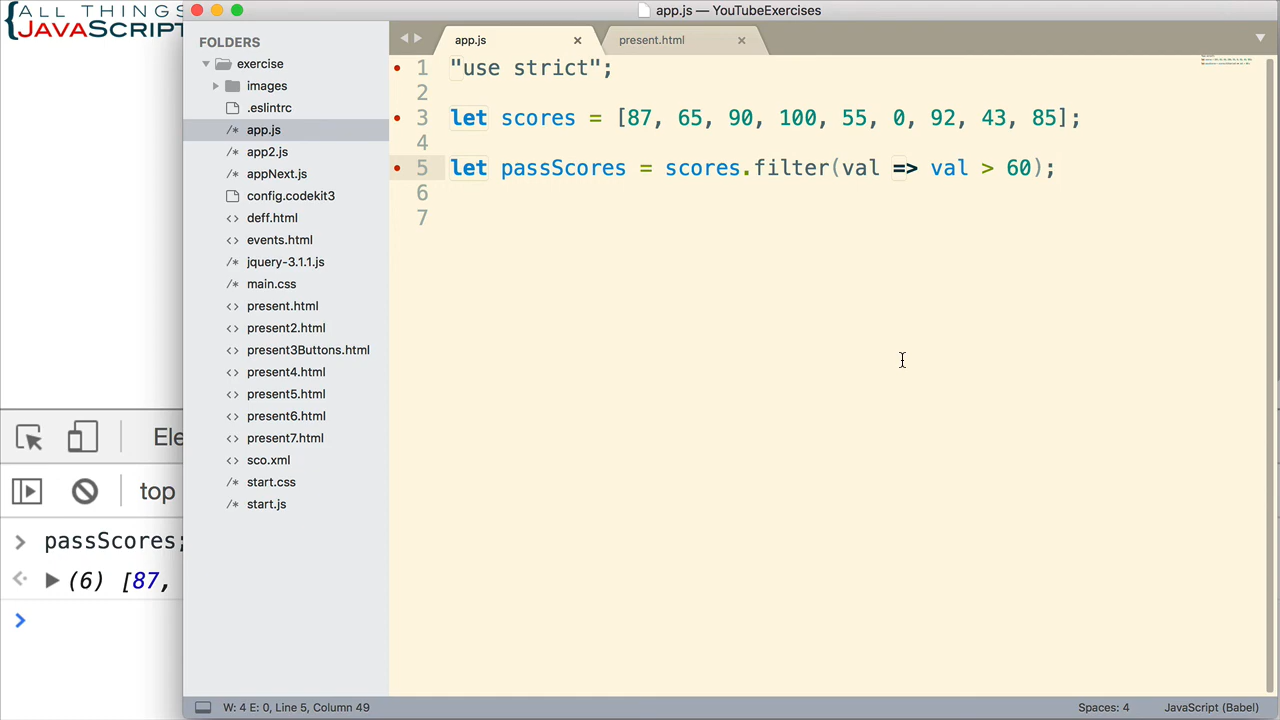 {ALL THINGS
JAVASCRIPT
app.js — YouTubeExercises
FOLDERS
exercise
images
.eslintrc
app.js
app2.js
appNext.js
config.codekit3
deff.html
events.html
jquery-3.1.1.js
main.css
present.html
present2.html
present3Buttons.html
present4.html
present5.html
present6.html
present7.html
sco.xml
start.css
start.js
app.js
present.html
1 "use strict";
2
3 let scores = [87, 65, 90, 100, 55, 0, 92, 43, 85];
4
5 let passScores = scores.filter(val => val > 60);
6
7
Ele
top
passScores;
(6) [87,
W: 4 E: 0, Line 5, Column 49
Spaces: 4
JavaScript (Babel)